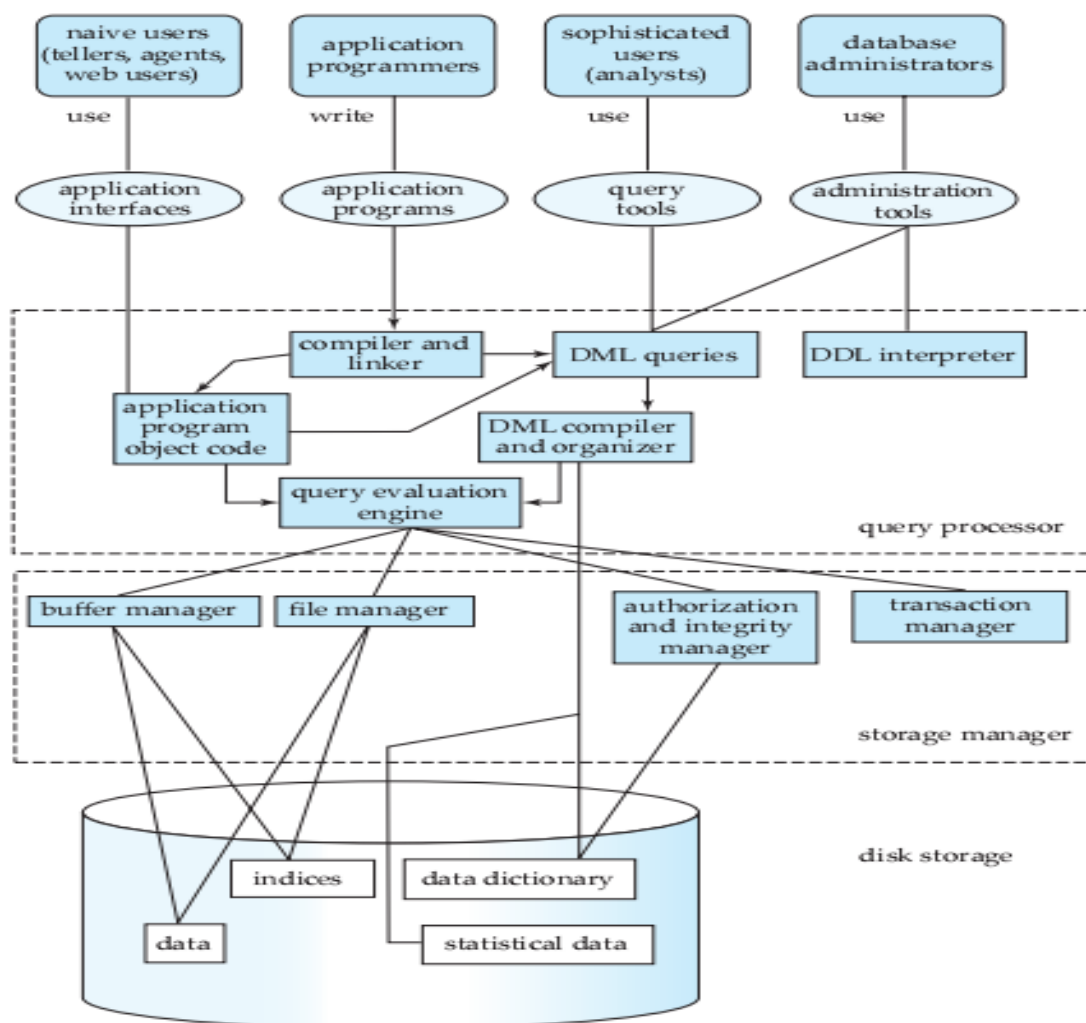 naive users
(tellers, agents,
web users)
application
programmers
sophisticated
users
(analysts)
database
administrators
use
write
use
use
application
interfaces
application
programs
query
tools
administration
tools
compiler and
linker
DML queries
DDL interpreter
application
program
object code
DML compiler
and organizer
query evaluation
engine
query processor
buffer manager
file manager
authorization
and integrity
manager
transaction
manager
storage manager
disk storage
indices
data dictionary
data
statistical data